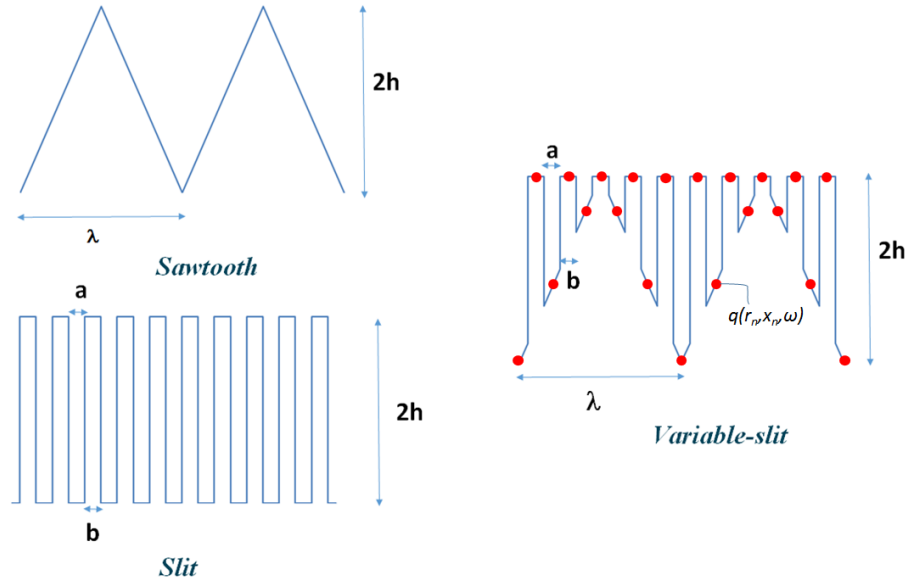 2h
λ
Sawtooth
a
2h
b
Slit
a
b
2h
q(rₙ,xₙ,ω)
λ
Variable-slit